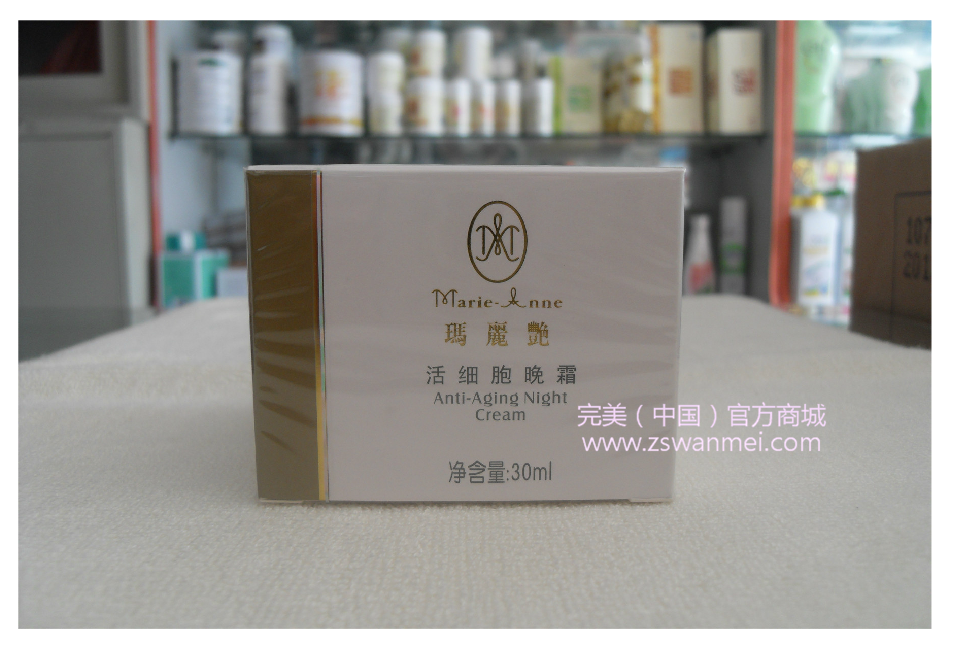 Marie-Anne
瑪麗艷
活细胞晚霜
Anti-Aging Night
Cream
净含量:30ml
完美（中国）官方商城
www.zswanmei.com